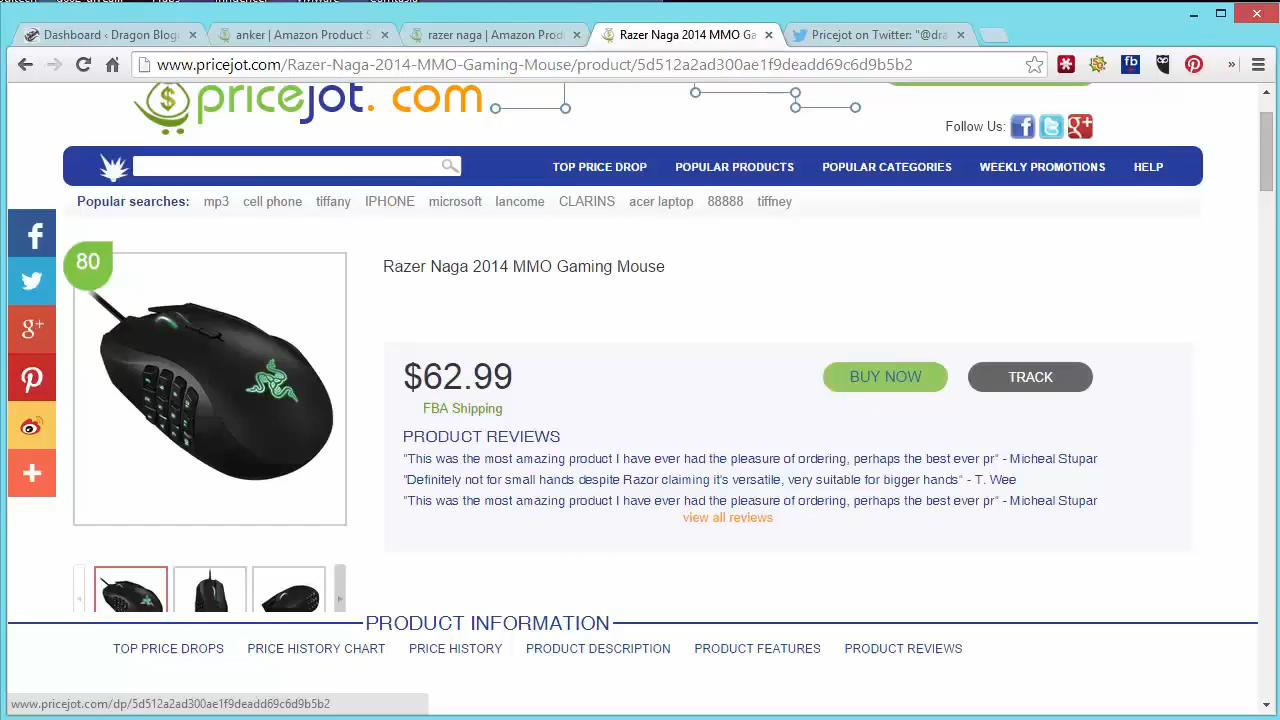 Dashboard ‹ Dragon Blog
anker | Amazon Product S
razer naga | Amazon Prod
Razer Naga 2014 MMO Ga
Pricejot on Twitter: "@dra
www.pricejot.com/Razer-Naga-2014-MMO-Gaming-Mouse/product/5d512a2ad300ae1f9deadd69c6d9b5b2
pricejot. com
Follow Us:
TOP PRICE DROP POPULAR PRODUCTS POPULAR CATEGORIES WEEKLY PROMOTIONS HELP
Popular searches: mp3 cell phone tiffany IPHONE microsoft lancome CLARINS acer laptop 88888 tiffney
80
Razer Naga 2014 MMO Gaming Mouse
$62.99
BUY NOW
TRACK
FBA Shipping
PRODUCT REVIEWS
"This was the most amazing product I have ever had the pleasure of ordering, perhaps the best ever pr" - Micheal Stupar
"Definitely not for small hands despite Razor claiming it's versatile, very suitable for bigger hands" - T. Wee
"This was the most amazing product I have ever had the pleasure of ordering, perhaps the best ever pr" - Micheal Stupar
view all reviews
PRODUCT INFORMATION
TOP PRICE DROPS PRICE HISTORY CHART PRICE HISTORY PRODUCT DESCRIPTION PRODUCT FEATURES PRODUCT REVIEWS
www.pricejot.com/dp/5d512a2ad300ae1f9deadd69c6d9b5b2